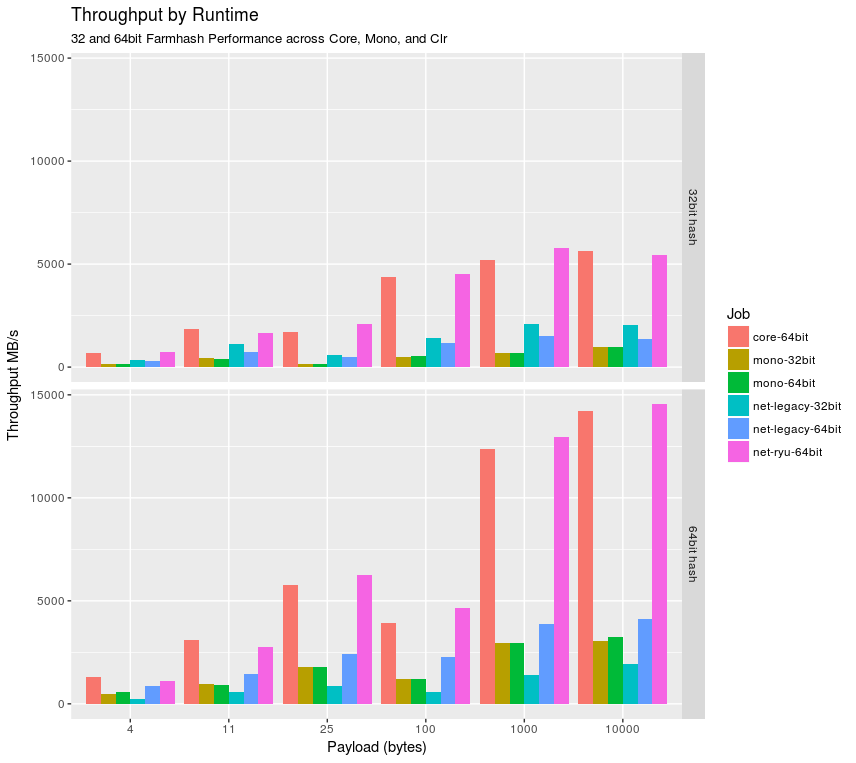 Throughput by Runtime
32 and 64bit Farmhash Performance across Core, Mono, and Clr
Throughput MB/s
15000
10000
5000
0
32bit hash
15000
10000
5000
0
64bit hash
4 11 25 100 1000 10000
Payload (bytes)
Job
core-64bit
mono-32bit
mono-64bit
net-legacy-32bit
net-legacy-64bit
net-ryu-64bit